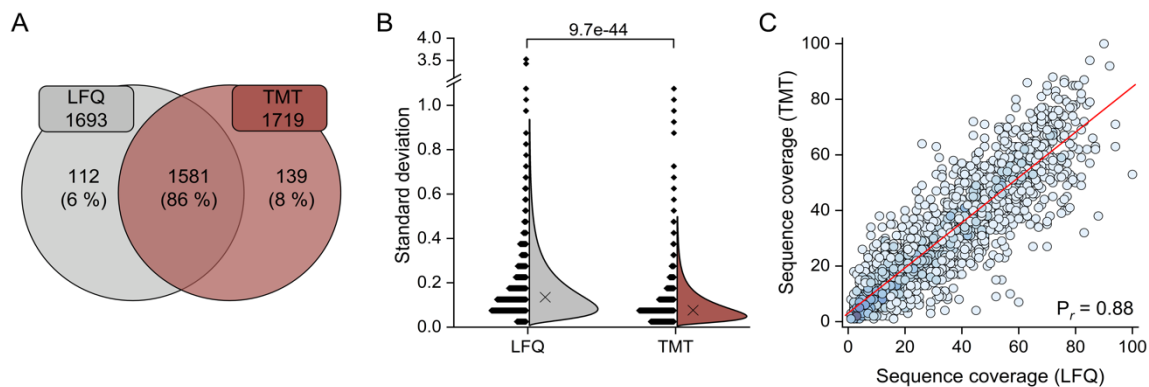 A
LFQ
1693
TMT
1719
112
(6 %)
1581
(86 %)
139
(8 %)
B
9.7e-44
Standard deviation
4.0
3.5
1.0
0.8
0.6
0.4
0.2
0.0
LFQ
TMT
C
Sequence coverage (TMT)
100
80
60
40
20
0
P_r = 0.88
0 20 40 60 80 100
Sequence coverage (LFQ)